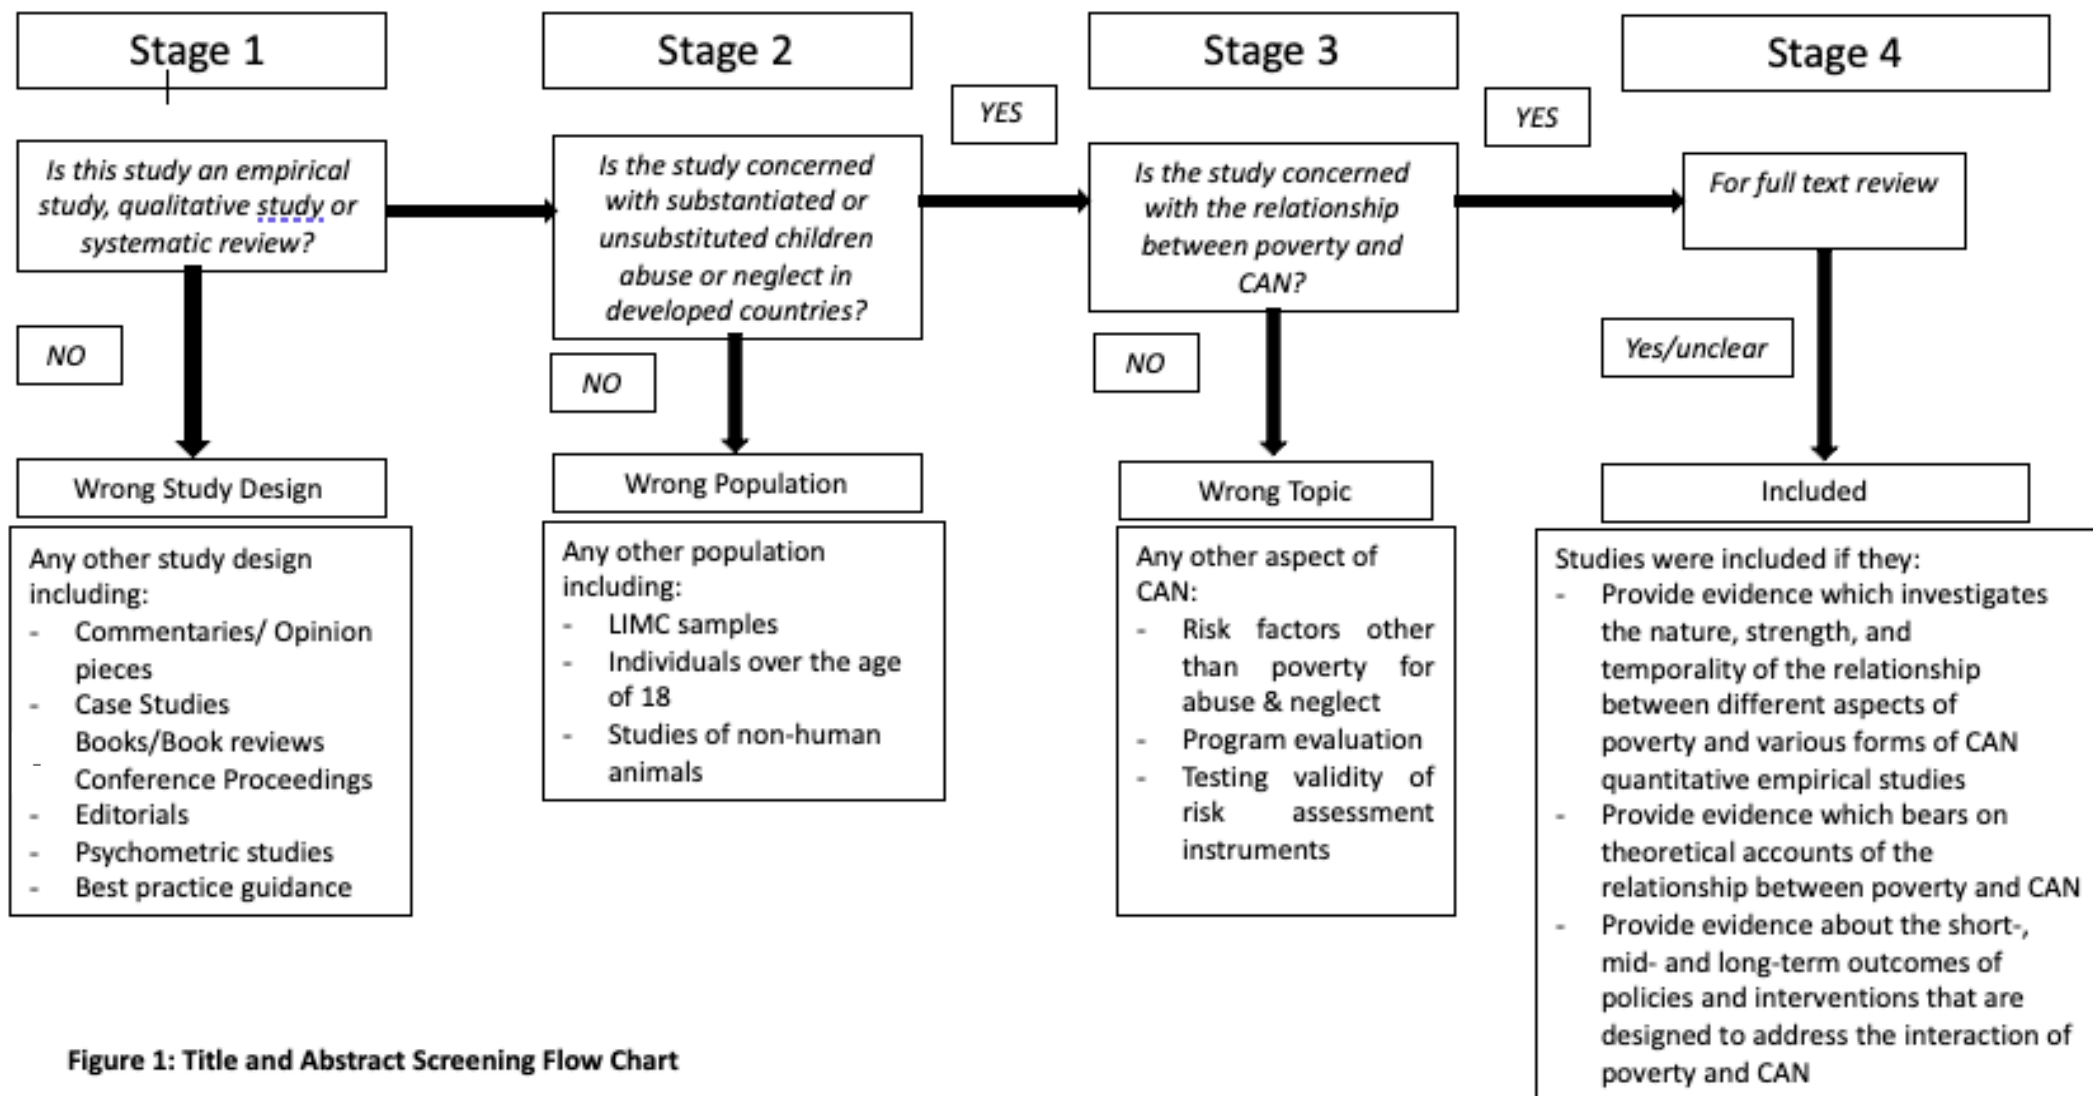 Stage 1
Stage 2
Stage 3
Stage 4
YES
YES
Is this study an empirical
study, qualitative study or
systematic review?
Is the study concerned
with substantiated or
unsubstituted children
abuse or neglect in
developed countries?
Is the study concerned
with the relationship
between poverty and
CAN?
For full text review
NO
NO
NO
Yes/unclear
Wrong Study Design
Any other study design
including:
- Commentaries/ Opinion
pieces
- Case Studies
Books/Book reviews
- Conference Proceedings
- Editorials
- Psychometric studies
- Best practice guidance
Wrong Population
Any other population
including:
- LIMC samples
- Individuals over the age
of 18
- Studies of non-human
animals
Wrong Topic
Any other aspect of
CAN:
- Risk factors other
than poverty for
abuse & neglect
- Program evaluation
- Testing validity of
risk assessment
instruments
Included
Studies were included if they:
- Provide evidence which investigates
the nature, strength, and
temporality of the relationship
between different aspects of
poverty and various forms of CAN
quantitative empirical studies
- Provide evidence which bears on
theoretical accounts of the
relationship between poverty and CAN
- Provide evidence about the short-,
mid- and long-term outcomes of
policies and interventions that are
designed to address the interaction of
poverty and CAN
Figure 1: Title and Abstract Screening Flow Chart